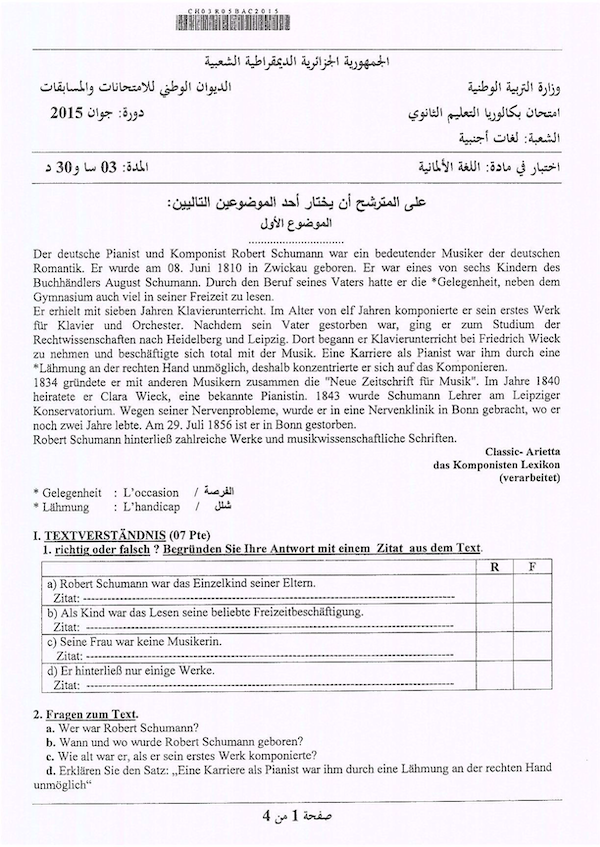 CH03R05BAC2015
الجمهورية الجزائرية الديمقراطية الشعبية
وزارة التربية الوطنية الديوان الوطني للامتحانات والمسابقات
امتحان بكالوريا التعليم الثانوي دورة: جوان 2015
الشعبة: لغات أجنبية
اختبار في مادة: اللغة الألمانية المدة: 03 سا و30 د
على المترشح أن يختار أحد الموضوعين التاليين:
الموضوع الأول
..............................
Der deutsche Pianist und Komponist Robert Schumann war ein bedeutender Musiker der deutschen
Romantik. Er wurde am 08. Juni 1810 in Zwickau geboren. Er war eines von sechs Kindern des
Buchhändlers August Schumann. Durch den Beruf seines Vaters hatte er die *Gelegenheit, neben dem
Gymnasium auch viel in seiner Freizeit zu lesen.
Er erhielt mit sieben Jahren Klavierunterricht. Im Alter von elf Jahren komponierte er sein erstes Werk
für Klavier und Orchester. Nachdem sein Vater gestorben war, ging er zum Studium der
Rechtwissenschaften nach Heidelberg und Leipzig. Dort begann er Klavierunterricht bei Friedrich Wieck
zu nehmen und beschäftigte sich total mit der Musik. Eine Karriere als Pianist war ihm durch eine
*Lähmung an der rechten Hand unmöglich, deshalb konzentrierte er sich auf das Komponieren.
1834 gründete er mit anderen Musikern zusammen die "Neue Zeitschrift für Musik". Im Jahre 1840
heiratete er Clara Wieck, eine bekannte Pianistin. 1843 wurde Schumann Lehrer am Leipziger
Konservatorium. Wegen seiner Nervenprobleme, wurde er in eine Nervenklinik in Bonn gebracht, wo er
noch zwei Jahre lebte. Am 29. Juli 1856 ist er in Bonn gestorben.
Robert Schumann hinterließ zahlreiche Werke und musikwissenschaftliche Schriften.
Classic- Arietta
das Komponisten Lexikon
(verarbeitet)
* Gelegenheit : L'occasion / الفرصة
* Lähmung : L'handicap / شلل
I. TEXTVERSTÄNDNIS (07 Pte)
1. richtig oder falsch ? Begründen Sie Ihre Antwort mit einem Zitat aus dem Text.
R F
a) Robert Schumann war das Einzelkind seiner Eltern.
Zitat: ----------------------------------------
b) Als Kind war das Lesen seine beliebte Freizeitbeschäftigung.
Zitat: ----------------------------------------
c) Seine Frau war keine Musikerin.
Zitat: ----------------------------------------
d) Er hinterließ nur einige Werke.
Zitat: ----------------------------------------
2. Fragen zum Text.
a. Wer war Robert Schumann?
b. Wann und wo wurde Robert Schumann geboren?
c. Wie alt war er, als er sein erstes Werk komponierte?
d. Erklären Sie den Satz: „Eine Karriere als Pianist war ihm durch eine Lähmung an der rechten Hand
unmöglich“
صفحة 1 من 4